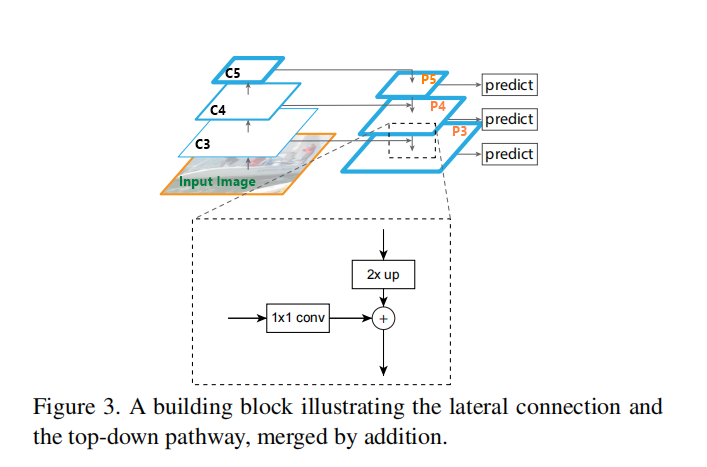 C5
P5
predict
C4
P4
predict
P3
C3
predict
Input Image
2x up
1x1 conv
+
Figure 3. A building block illustrating the lateral connection and
the top-down pathway, merged by addition.